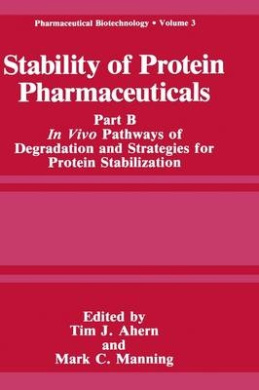 Pharmaceutical Biotechnology • Volume 3
Stability of Protein
Pharmaceuticals
Part B
In Vivo Pathways of
Degradation and Strategies for
Protein Stabilization
Edited by
Tim J. Ahern
and
Mark C. Manning